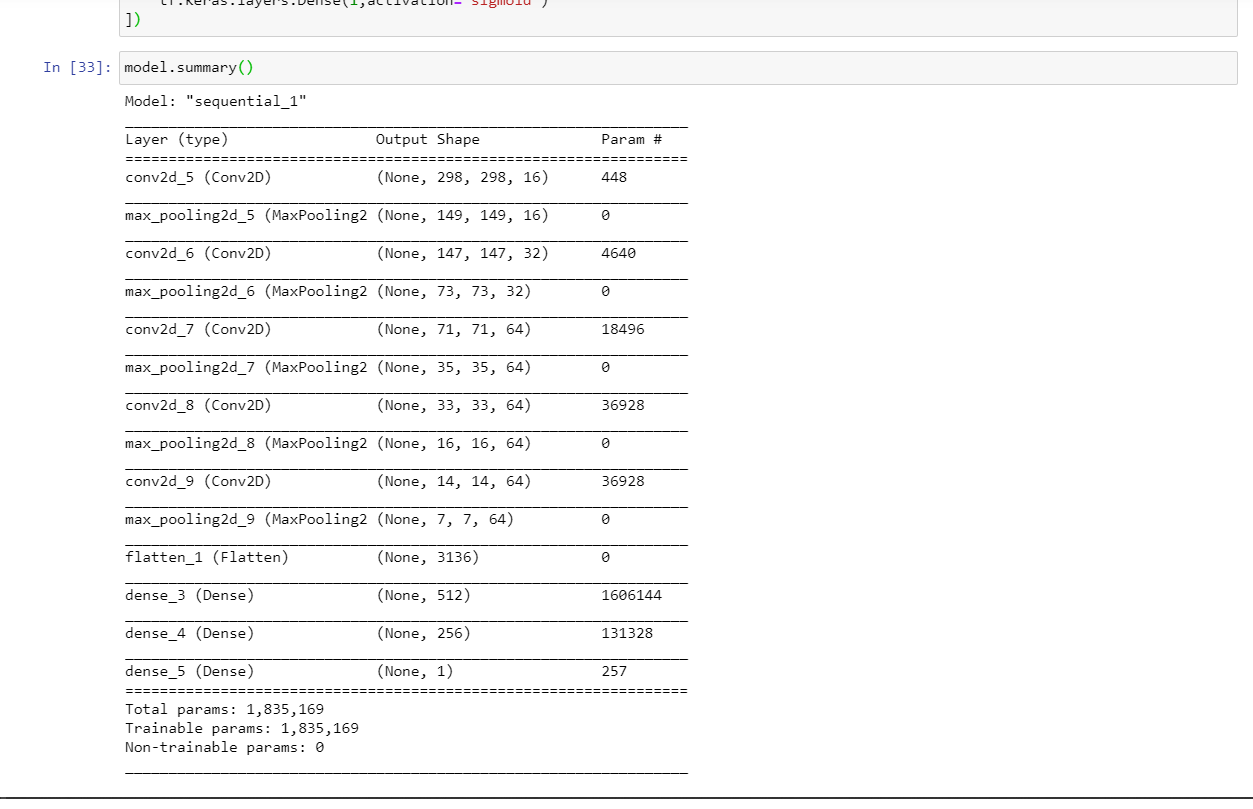 tf.keras.layers.Dense(1,activation='sigmoid')
])
In [33]: model.summary()
Model: "sequential_1"
_________________________________________________________________
Layer (type)                 Output Shape              Param #
=================================================================
conv2d_5 (Conv2D)            (None, 298, 298, 16)      448
_________________________________________________________________
max_pooling2d_5 (MaxPooling2 (None, 149, 149, 16)      0
_________________________________________________________________
conv2d_6 (Conv2D)            (None, 147, 147, 32)      4640
_________________________________________________________________
max_pooling2d_6 (MaxPooling2 (None, 73, 73, 32)        0
_________________________________________________________________
conv2d_7 (Conv2D)            (None, 71, 71, 64)        18496
_________________________________________________________________
max_pooling2d_7 (MaxPooling2 (None, 35, 35, 64)        0
_________________________________________________________________
conv2d_8 (Conv2D)            (None, 33, 33, 64)        36928
_________________________________________________________________
max_pooling2d_8 (MaxPooling2 (None, 16, 16, 64)        0
_________________________________________________________________
conv2d_9 (Conv2D)            (None, 14, 14, 64)        36928
_________________________________________________________________
max_pooling2d_9 (MaxPooling2 (None, 7, 7, 64)          0
_________________________________________________________________
flatten_1 (Flatten)          (None, 3136)              0
_________________________________________________________________
dense_3 (Dense)              (None, 512)               1606144
_________________________________________________________________
dense_4 (Dense)              (None, 256)               131328
_________________________________________________________________
dense_5 (Dense)              (None, 1)                 257
=================================================================
Total params: 1,835,169
Trainable params: 1,835,169
Non-trainable params: 0
_________________________________________________________________